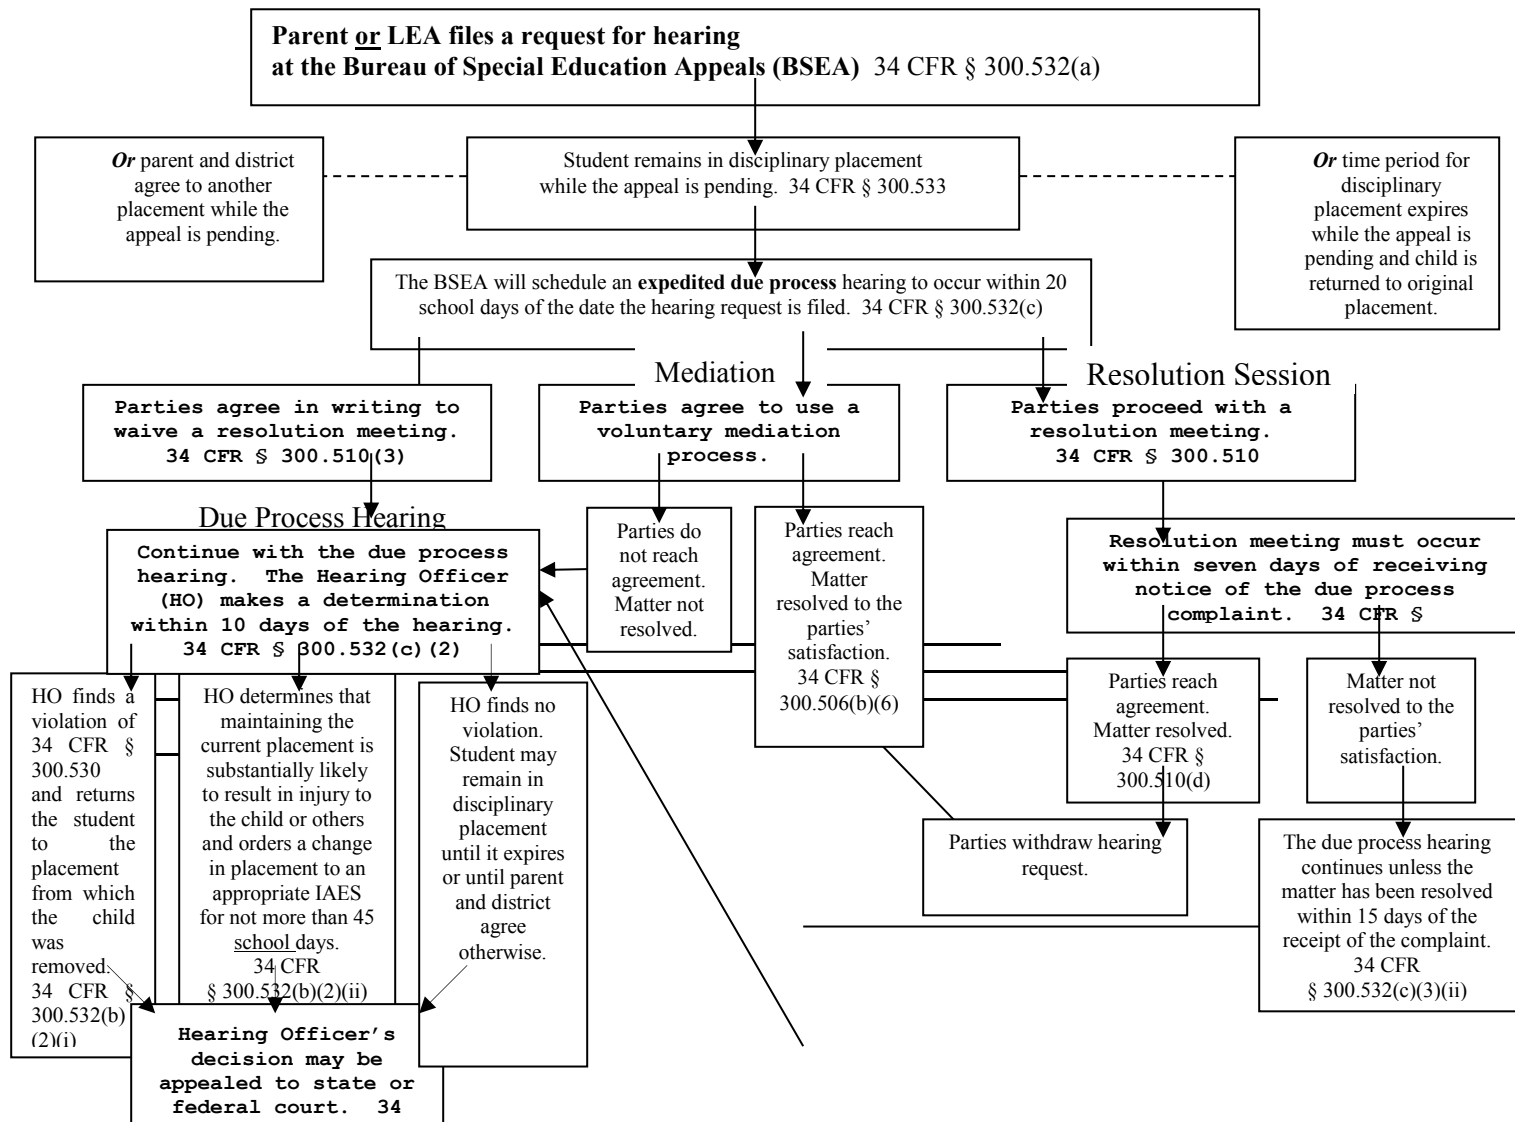 Parent or LEA files a request for hearing
at the Bureau of Special Education Appeals (BSEA)  34 CFR § 300.532(a)
Or parent and district
agree to another
placement while the
appeal is pending.
Student remains in disciplinary placement
while the appeal is pending.  34 CFR § 300.533
Or time period for
disciplinary
placement expires
while the appeal is
pending and child is
returned to original
placement.
The BSEA will schedule an expedited due process hearing to occur within 20
school days of the date the hearing request is filed.  34 CFR § 300.532(c)
Parties agree in writing to
waive a resolution meeting.
34 CFR § 300.510(3)
Mediation
Parties agree to use a
voluntary mediation
process.
Resolution Session
Parties proceed with a
resolution meeting.
34 CFR § 300.510
Due Process Hearing
Continue with the due process
hearing.  The Hearing Officer
(HO) makes a determination
within 10 days of the hearing.
34 CFR § 300.532(c)(2)
Parties do
not reach
agreement.
Matter not
resolved.
Parties reach
agreement.
Matter
resolved to the
parties’
satisfaction.
34 CFR §
300.506(b)(6)
Resolution meeting must occur
within seven days of receiving
notice of the due process
complaint.  34 CFR §
Parties reach
agreement.
Matter resolved.
34 CFR §
300.510(d)
Matter not
resolved to the
parties’
satisfaction.
HO finds a
violation of
34 CFR §
300.530
and returns
the student
to the
placement
from which
the child
was
removed.
34 CFR §
300.532(b)
(2)(i)
HO determines that
maintaining the
current placement is
substantially likely
to result in injury to
the child or others
and orders a change
in placement to an
appropriate IAES
for not more than 45
school days.
34 CFR
§ 300.532(b)(2)(ii)
HO finds no
violation.
Student may
remain in
disciplinary
placement
until it expires
or until parent
and district
agree
otherwise.
Parties withdraw hearing
request.
The due process hearing
continues unless the
matter has been resolved
within 15 days of the
receipt of the complaint.
34 CFR
§ 300.532(c)(3)(ii)
Hearing Officer’s
decision may be
appealed to state or
federal court.  34